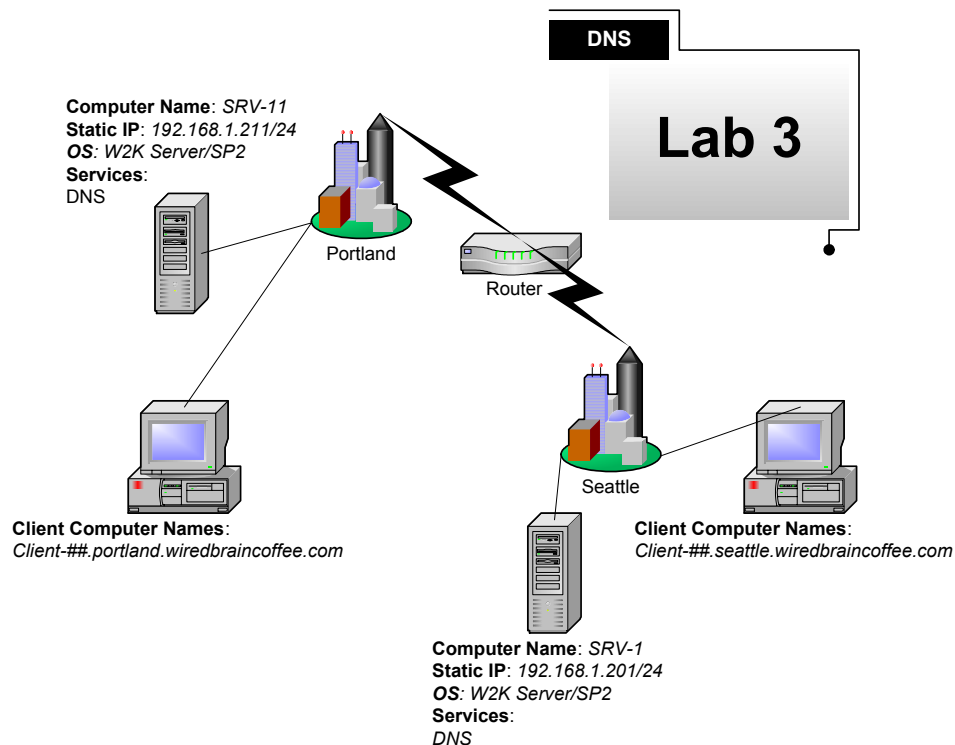 DNS
Lab 3
Computer Name: SRV-11
Static IP: 192.168.1.211/24
OS: W2K Server/SP2
Services:
DNS
Portland
Router
Seattle
Client Computer Names:
Client-##.portland.wiredbraincoffee.com
Client Computer Names:
Client-##.seattle.wiredbraincoffee.com
Computer Name: SRV-1
Static IP: 192.168.1.201/24
OS: W2K Server/SP2
Services:
DNS